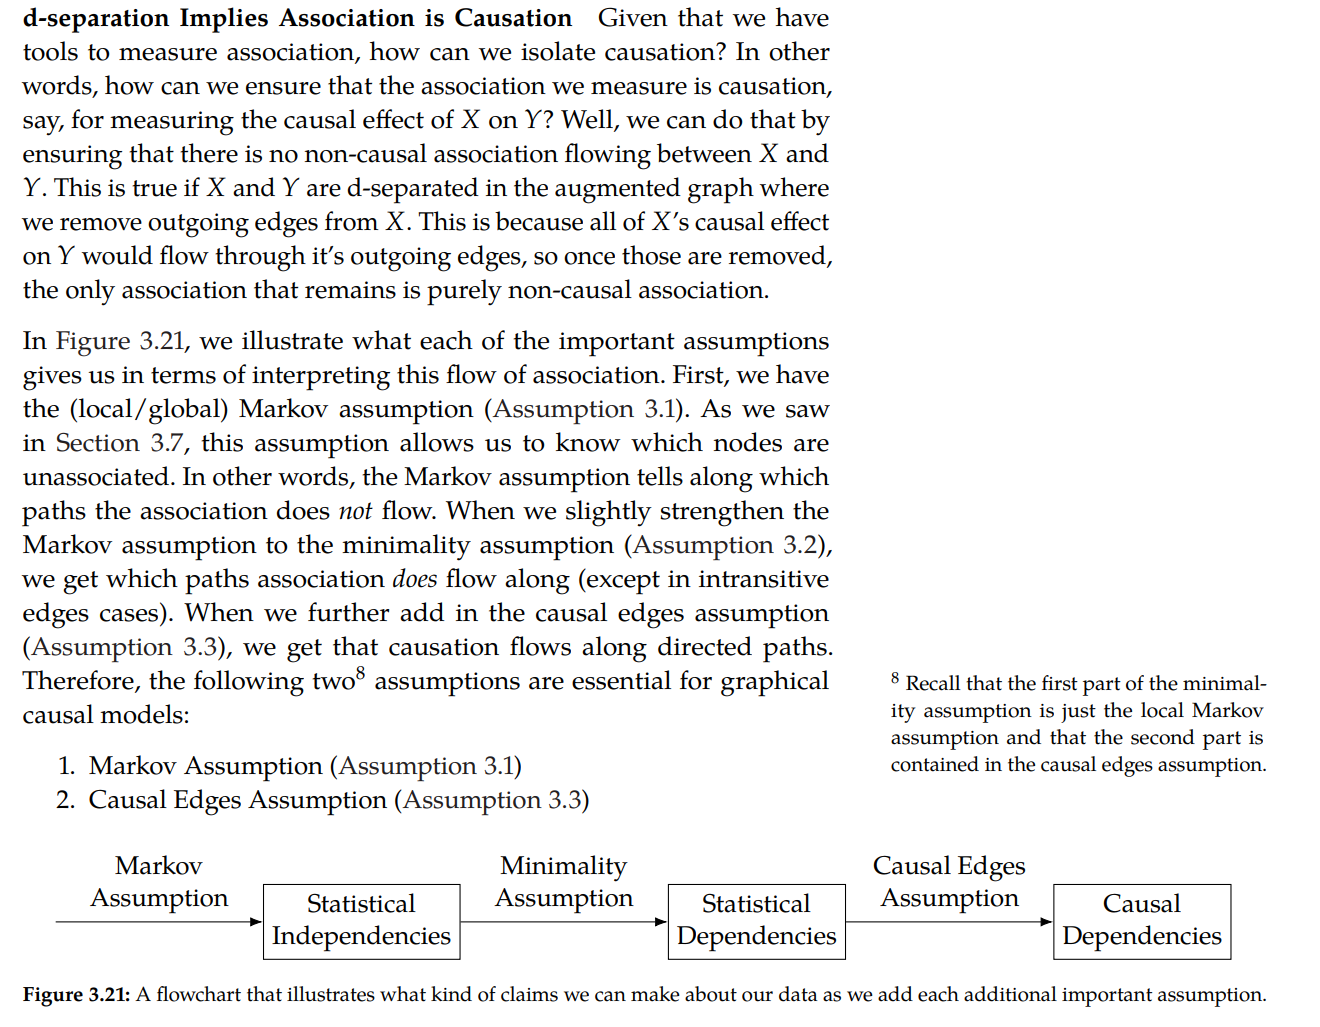 d-separation Implies Association is Causation Given that we have
tools to measure association, how can we isolate causation? In other
words, how can we ensure that the association we measure is causation,
say, for measuring the causal effect of X on Y? Well, we can do that by
ensuring that there is no non-causal association flowing between X and
Y. This is true if X and Y are d-separated in the augmented graph where
we remove outgoing edges from X. This is because all of X's causal effect
on Y would flow through it's outgoing edges, so once those are removed,
the only association that remains is purely non-causal association.
In Figure 3.21, we illustrate what each of the important assumptions
gives us in terms of interpreting this flow of association. First, we have
the (local/global) Markov assumption (Assumption 3.1). As we saw
in Section 3.7, this assumption allows us to know which nodes are
unassociated. In other words, the Markov assumption tells along which
paths the association does not flow. When we slightly strengthen the
Markov assumption to the minimality assumption (Assumption 3.2),
we get which paths association does flow along (except in intransitive
edges cases). When we further add in the causal edges assumption
(Assumption 3.3), we get that causation flows along directed paths.
Therefore, the following two⁸ assumptions are essential for graphical
causal models:
⁸ Recall that the first part of the minimal-
ity assumption is just the local Markov
assumption and that the second part is
contained in the causal edges assumption.
1. Markov Assumption (Assumption 3.1)
2. Causal Edges Assumption (Assumption 3.3)
Markov
Assumption
Statistical
Independencies
Minimality
Assumption
Statistical
Dependencies
Causal Edges
Assumption
Causal
Dependencies
Figure 3.21: A flowchart that illustrates what kind of claims we can make about our data as we add each additional important assumption.